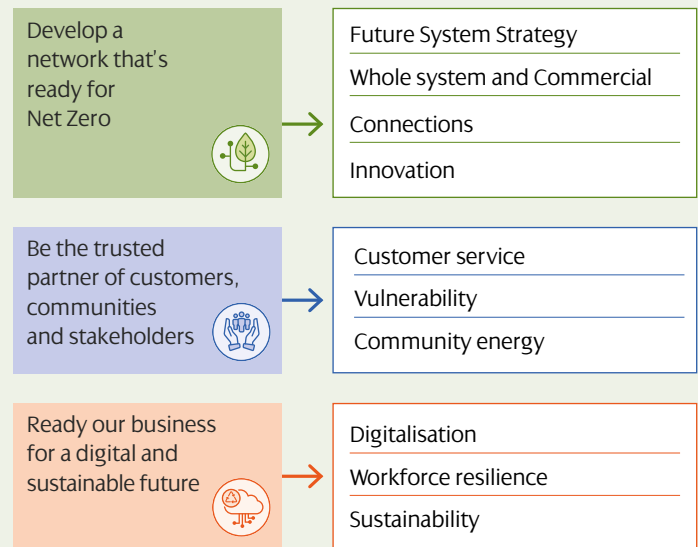 Develop a
network that's
ready for
Net Zero
Future System Strategy
Whole system and Commercial
Connections
Innovation
Be the trusted
partner of customers,
communities
and stakeholders
Customer service
Vulnerability
Community energy
Ready our business
for a digital and
sustainable future
Digitalisation
Workforce resilience
Sustainability